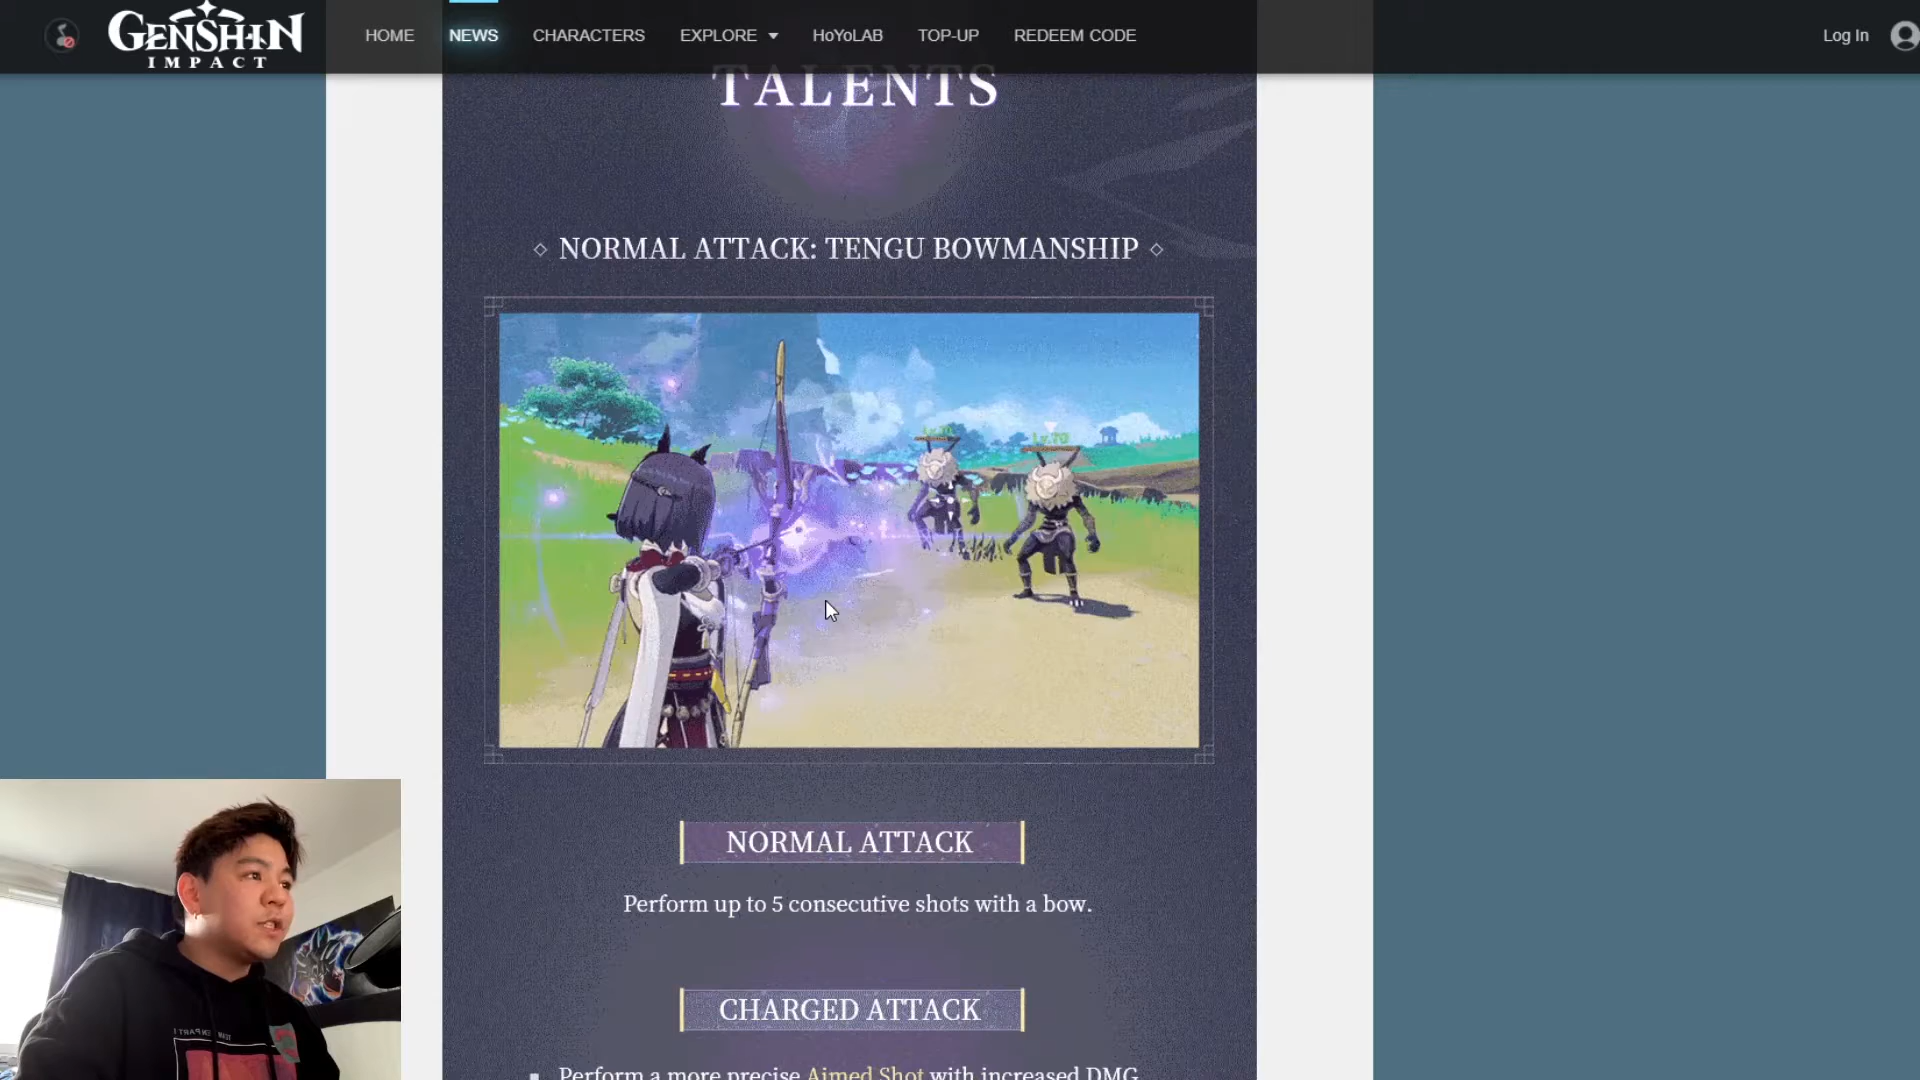 GENSHIN
IMPACT
HOME
NEWS
CHARACTERS
EXPLORE
HoYoLAB
TOP-UP
REDEEM CODE
Log In
TALENTS
NORMAL ATTACK: TENGU BOWMANSHIP
Lv.70
NORMAL ATTACK
Perform up to 5 consecutive shots with a bow.
CHARGED ATTACK
Perform a more precise Aimed Shot with increased DMG